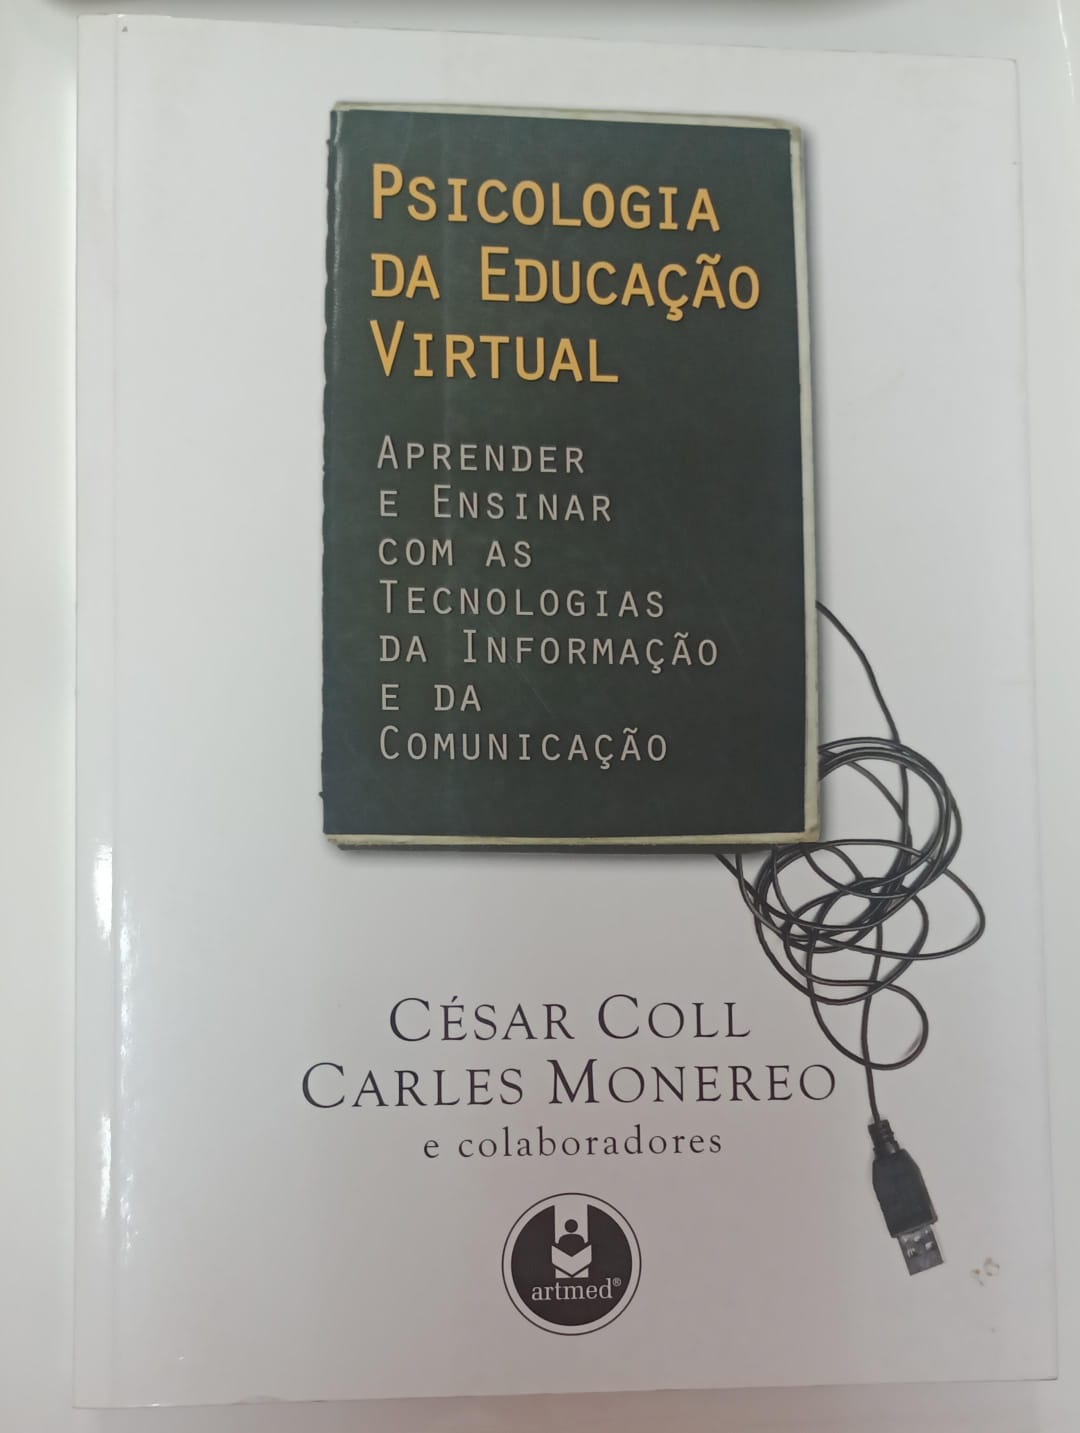 PSICOLOGIA
DA EDUCAÇÃO
VIRTUAL
APRENDER
E ENSINAR
COM AS
TECNOLOGIAS
DA INFORMAÇÃO
E DA
COMUNICAÇÃO
CÉSAR COLL
CARLES MONEREO
e colaboradores
artmed®